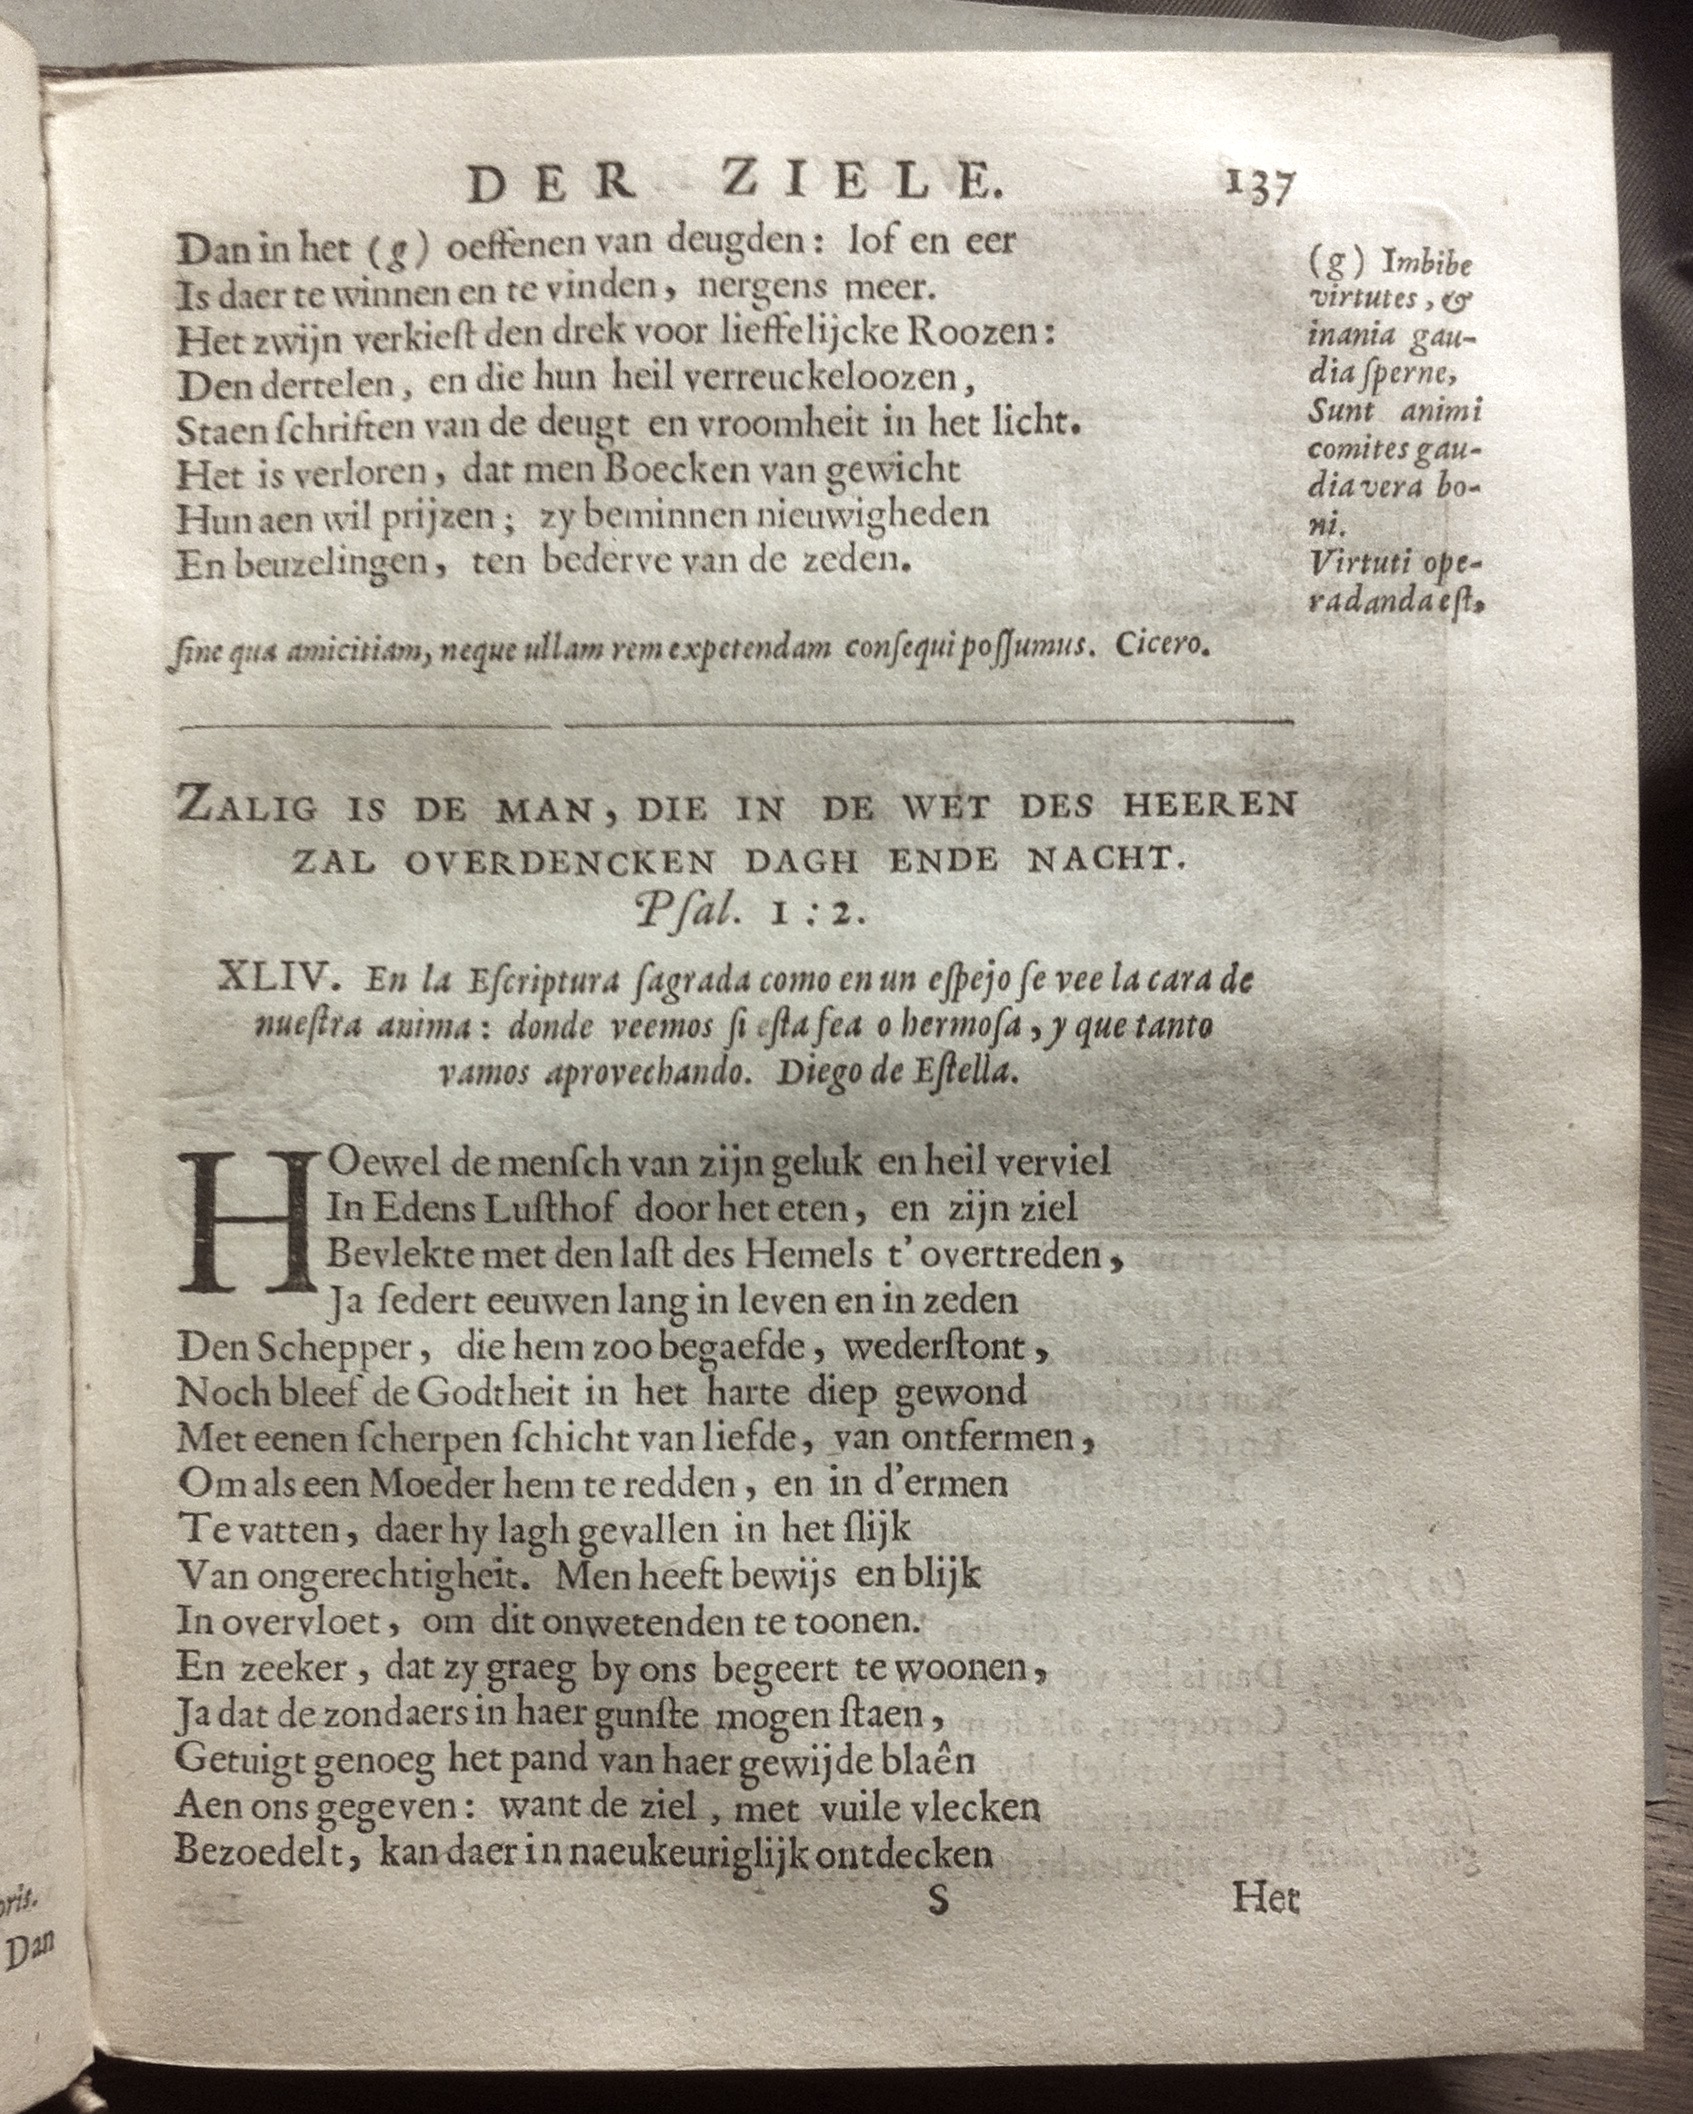 DER ZIELE. 137
Dan in het (g) oeffenen van deugden: lof en eer
Is daer te winnen en te vinden, nergens meer.
Het zwijn verkieſt den drek voor lieffelijcke Roozen:
Den dertelen, en die hun heil verreuckeloozen,
Staen ſchriften van de deugt en vroomheit in het licht.
Het is verloren, dat men Boecken van gewicht
Hun aen wil prijzen; zy beminnen nieuwigheden
En beuzelingen, ten bederve van de zeden.
(g) Imbibe
virtutes, &
inania gau-
dia ſperne,
Sunt animi
comites gau-
dia vera bo-
ni.
Virtuti ope-
ra danda eſt,
ſine qua amicitiam, neque ullam rem expetendam conſequi poſſumus. Cicero.
ZALIG IS DE MAN, DIE IN DE WET DES HEEREN
ZAL OVERDENCKEN DAGH ENDE NACHT.
Pſal. 1:2.
XLIV. En la Eſcriptura ſagrada como en un eſpejo ſe vee la cara de
nueſtra anima: donde veemos ſi eſta fea o hermoſa, y que tanto
vamos aprovechando. Diego de Eſtella.
HOewel de menſch van zijn geluk en heil verviel
In Edens Luſthof door het eten, en zijn ziel
Bevlekte met den laſt des Hemels t'overtreden,
Ja ſedert eeuwen lang in leven en in zeden
Den Schepper, die hem zoo begaefde, wederſtont,
Noch bleef de Godtheit in het harte diep gewond
Met eenen ſcherpen ſchicht van liefde, van ontfermen,
Om als een Moeder hem te redden, en in d'ermen
Te vatten, daer hy lagh gevallen in het ſlijk
Van ongerechtigheit. Men heeft bewijs en blijk
In overvloet, om dit onwetenden te toonen.
En zeeker, dat zy graeg by ons begeert te woonen,
Ja dat de zondaers in haer gunſte mogen ſtaen,
Getuigt genoeg het pand van haer gewijde blaên
Aen ons gegeven: want de ziel, met vuile vlecken
Bezoedelt, kan daer in naeukeuriglijk ontdecken
S Het
oris.
Dan